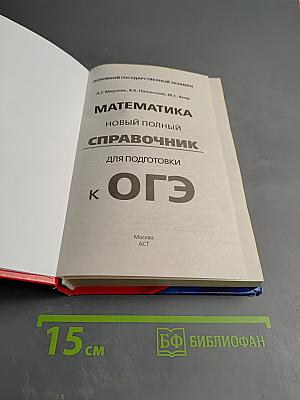 ОСНОВНОЙ ГОСУДАРСТВЕННЫЙ ЭКЗАМЕН
А.Г. Мерзляк, В.Б. Полонский, М.С. Якир
МАТЕМАТИКА
НОВЫЙ ПОЛНЫЙ
СПРАВОЧНИК
ДЛЯ ПОДГОТОВКИ
К ОГЭ
Москва
АСТ
15 см
БФ БИБЛИОФАН